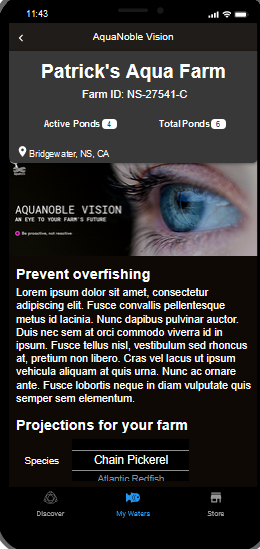 11:43
AquaNoble Vision
Patrick's Aqua Farm
Farm ID: NS-27541-C
Active Ponds 4 Total Ponds 6
Bridgewater, NS, CA
AQUANOBLE VISION
AN EYE TO YOUR FARM'S FUTURE
Be proactive, not reactive
Prevent overfishing
Lorem ipsum dolor sit amet, consectetur
adipiscing elit. Fusce convallis pellentesque
metus id lacinia. Nunc dapibus pulvinar auctor.
Duis nec sem at orci commodo viverra id in
ipsum. Fusce tellus nisl, vestibulum sed rhoncus
at, pretium non libero. Cras vel lacus ut ipsum
vehicula aliquam at quis urna. Nunc ac ornare
ante. Fusce lobortis neque in diam vulputate quis
semper sem elementum.
Projections for your farm
Species Chain Pickerel
Atlantic Redfish
Discover My Waters Store